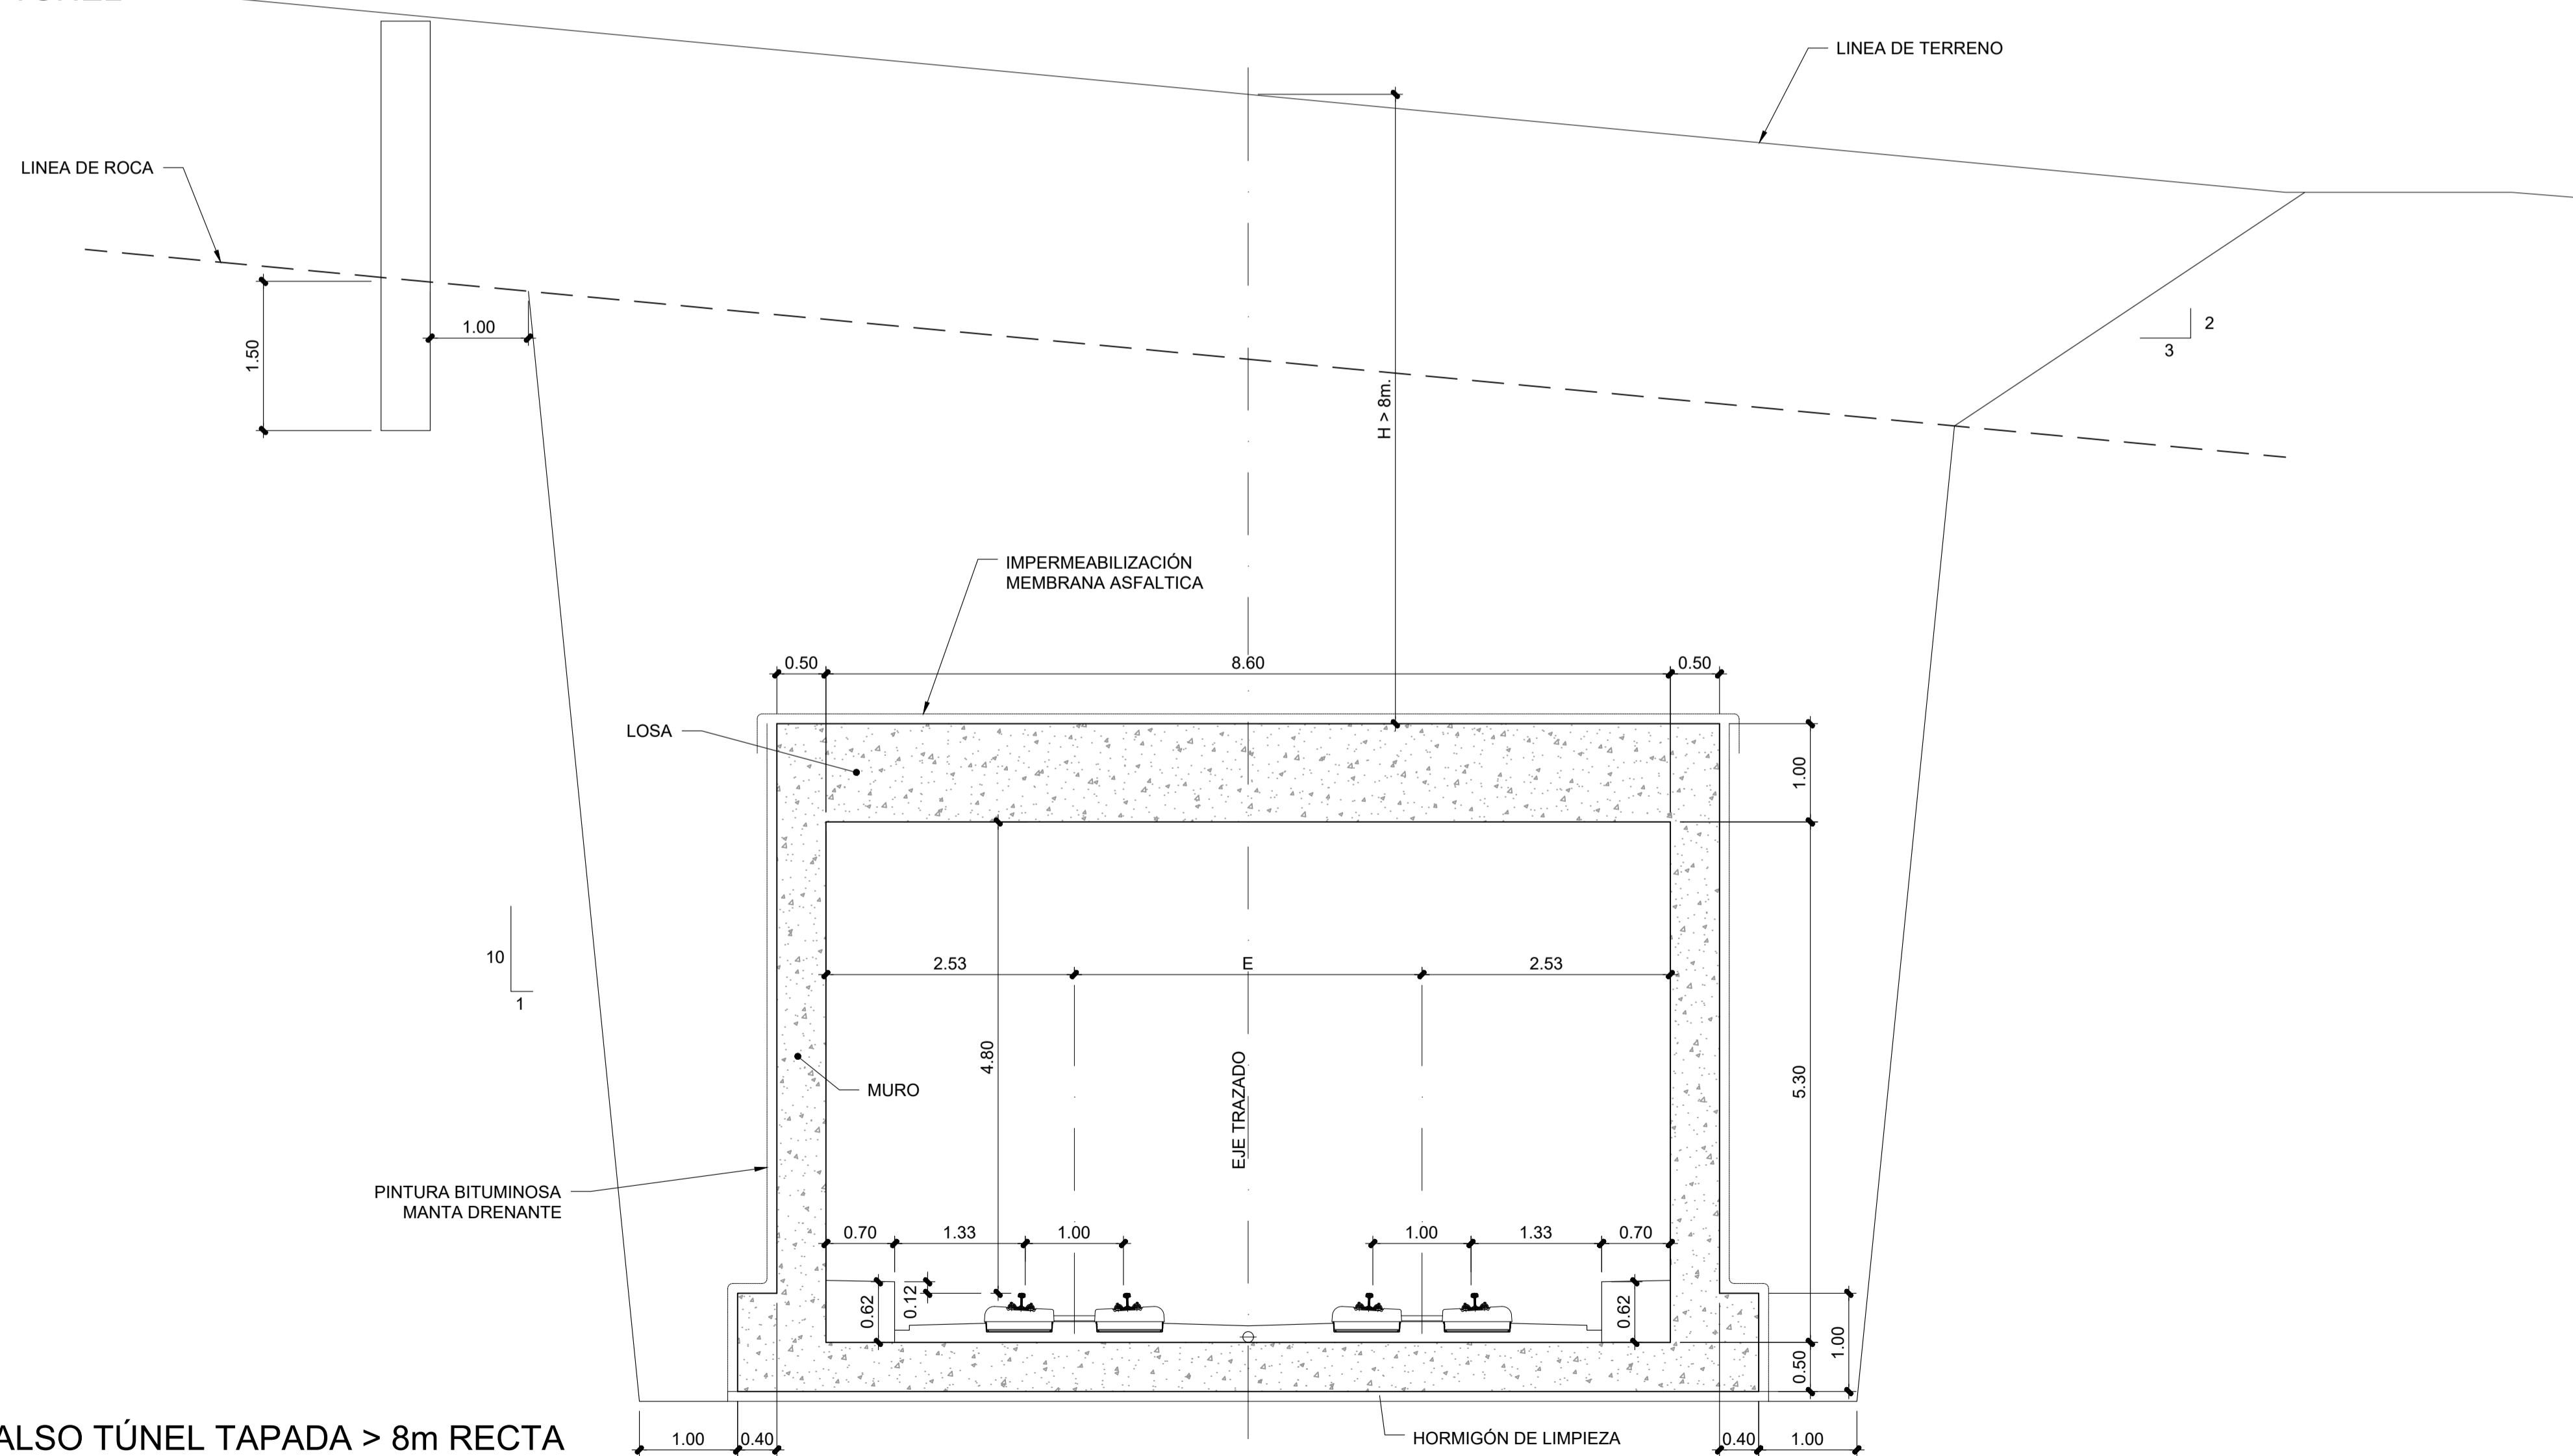 LINEA DE TERRENO
LINEA DE ROCA
1.00
1.50
2
3
H > 8m.
IMPERMEABILIZACIÓN
MEMBRANA ASFALTICA
0.50
8.60
0.50
LOSA
1.00
10
1
2.53
E
2.53
4.80
EJE TRAZADO
5.30
MURO
PINTURA BITUMINOSA
MANTA DRENANTE
0.70
1.33
1.00
1.00
1.33
0.70
0.62
0.12
0.62
1.00
0.50
ALSO TÚNEL TAPADA > 8m RECTA
1.00
0.40
HORMIGÓN DE LIMPIEZA
0.40
1.00